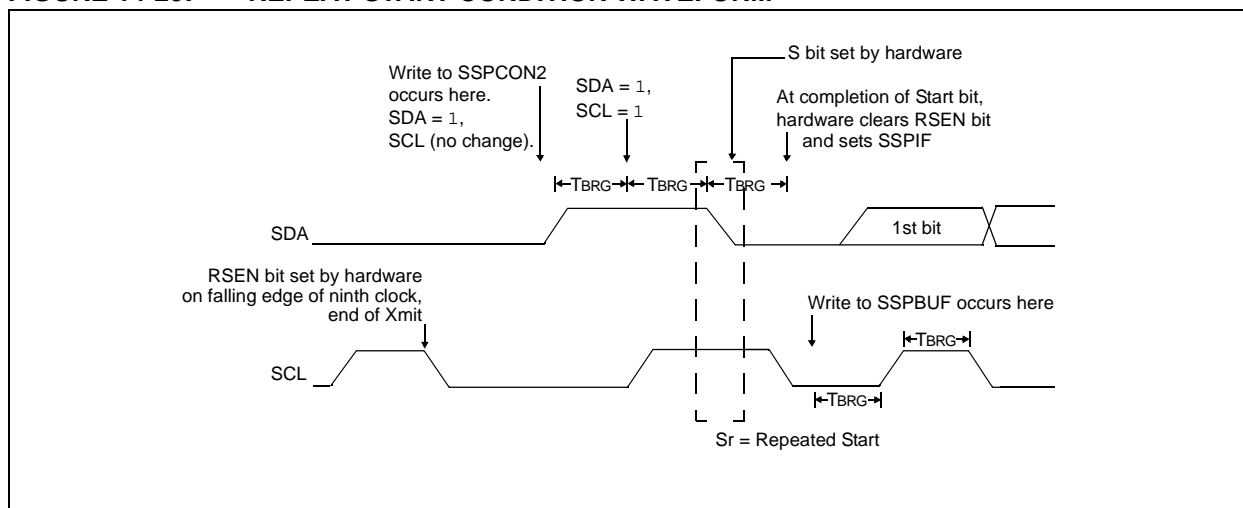 S bit set by hardware
Write to SSPCON2
occurs here.
SDA = 1,
SCL (no change).
SDA = 1,
SCL = 1
At completion of Start bit,
hardware clears RSEN bit
and sets SSPIF
TBRG
TBRG
TBRG
SDA
1st bit
RSEN bit set by hardware
on falling edge of ninth clock,
end of Xmit
Write to SSPBUF occurs here
TBRG
SCL
TBRG
Sr = Repeated Start